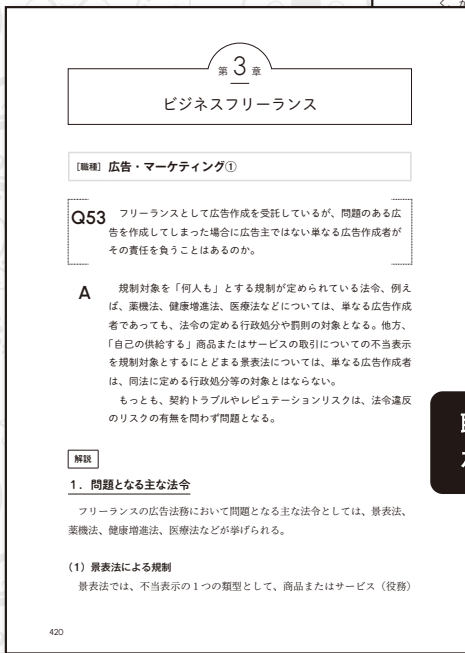 第3章
ビジネスフリーランス
[職種] 広告・マーケティング①
Q53 フリーランスとして広告作成を受託しているが、問題のある広
告を作成してしまった場合に広告主ではない単なる広告作成者が
その責任を負うことはあるのか。
A 規制対象を「何人も」とする規制が定められている法令、例え
ば、薬機法、健康増進法、医療法などについては、単なる広告作成
者であっても、法令の定める行政処分や罰則の対象となる。他方、
「自己の供給する」商品またはサービスの取引についての不当表示
を規制対象とするにとどまる景表法については、単なる広告作成者
は、同法に定める行政処分等の対象とはならない。
もっとも、契約トラブルやレピュテーションリスクは、法令違反
のリスクの有無を問わず問題となる。
解説
1. 問題となる主な法令
フリーランスの広告法務において問題となる主な法令としては、景表法、
薬機法、健康増進法、医療法などが挙げられる。
(1) 景表法による規制
景表法では、不当表示の1つの類型として、商品またはサービス（役務）
420